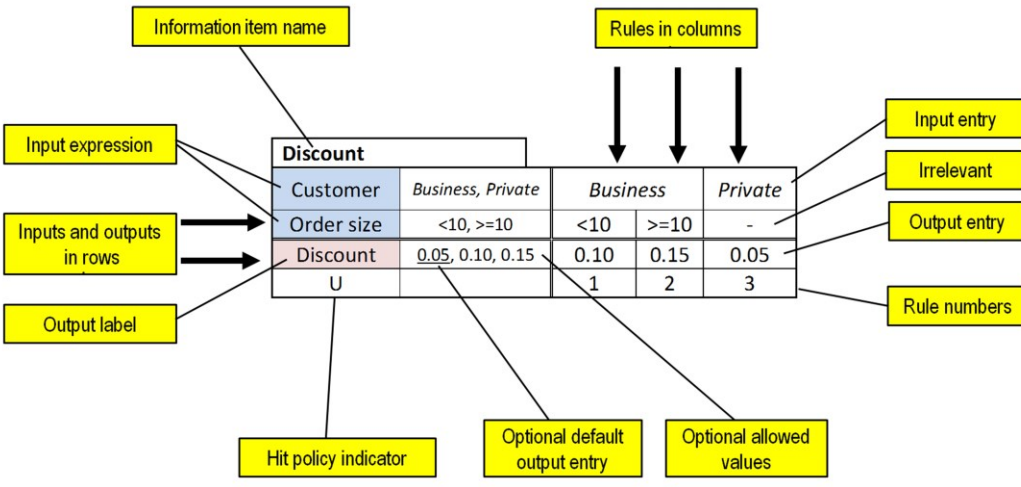 Information item name
Rules in columns
Input expression
Input entry
Irrelevant
Inputs and outputs
in rows
Output entry
Output label
Rule numbers
Discount
Customer Business, Private Business Private
Order size <10, >=10 <10 >=10 -
Discount 0.05, 0.10, 0.15 0.10 0.15 0.05
U 1 2 3
Hit policy indicator
Optional default
output entry
Optional allowed
values